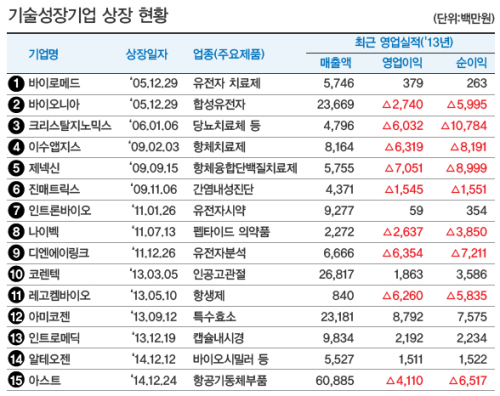 기술성장기업 상장 현황 (단위:백만원)
기업명 상장일자 업종(주요제품) 최근 영업실적('13년)
매출액 영업이익 순이익
1 바이로메드 '05.12.29 유전자 치료제 5,746 379 263
2 바이오니아 '05.12.29 합성유전자 23,669 △2,740 △5,995
3 크리스탈지노믹스 '06.01.06 당뇨치료체 등 4,796 △6,032 △10,784
4 이수앱지스 '09.02.03 항체치료제 8,164 △6,319 △8,191
5 제넥신 '09.09.15 항체융합단백질치료제 5,755 △7,051 △8,999
6 진매트릭스 '09.11.06 간염내성진단 4,371 △1,545 △1,551
7 인트론바이오 '11.01.26 유전자시약 9,277 59 354
8 나이벡 '11.07.13 펩타이드 의약품 2,272 △2,637 △3,850
9 디엔에이링크 '11.12.26 유전자분석 6,666 △6,354 △7,211
10 코렌텍 '13.03.05 인공고관절 26,817 1,863 3,586
11 레고켐바이오 '13.05.10 항생제 840 △6,260 △5,835
12 아미코젠 '13.09.12 특수효소 23,181 8,792 7,575
13 인트로메딕 '13.12.19 캡슐내시경 9,834 2,192 2,234
14 알테오젠 '14.12.12 바이오시밀러 등 5,527 1,511 1,522
15 아스트 '14.12.24 항공기동체부품 60,885 △4,110 △6,517